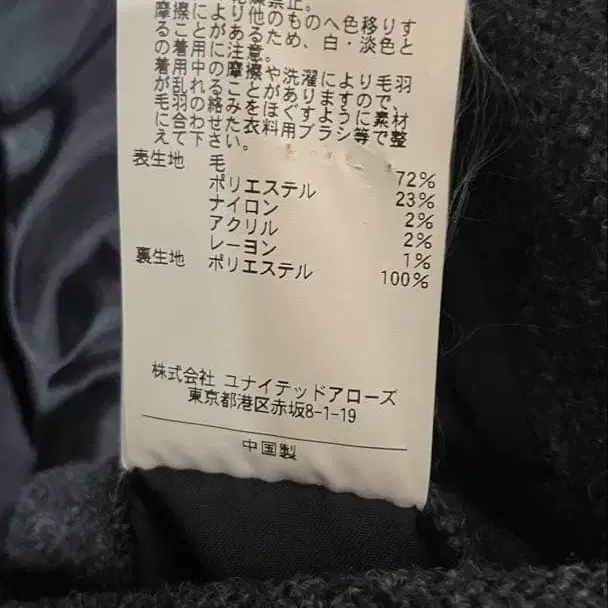 摩擦により他のものへ色移りす
ることがあるため、白・淡色と
の着用に注意。
着用中の摩擦や洗濯により毛羽
が乱れることがありますので、
毛羽の絡みをほぐすように素材
に合わせた衣料用ブラシ等で整
えて下さい。
表生地 毛 72%
ポリエステル 23%
ナイロン 2%
アクリル 2%
レーヨン 1%
裏生地 ポリエステル 100%
株式会社 ユナイテッドアローズ
東京都港区赤坂8-1-19
中国製